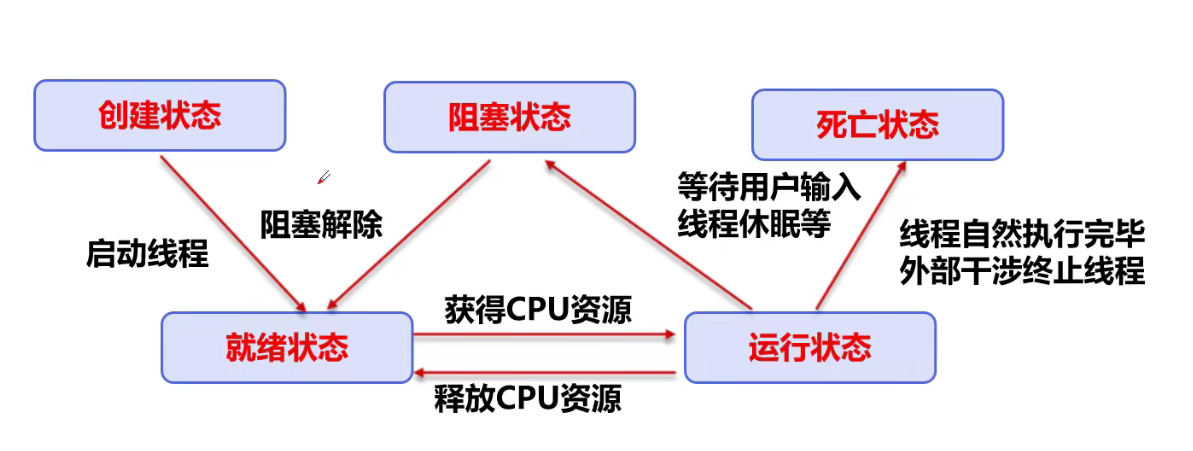 创建状态
阻塞状态
死亡状态
等待用户输入
线程休眠等
阻塞解除
启动线程
线程自然执行完毕
外部干涉终止线程
获得CPU资源
就绪状态
运行状态
释放CPU资源